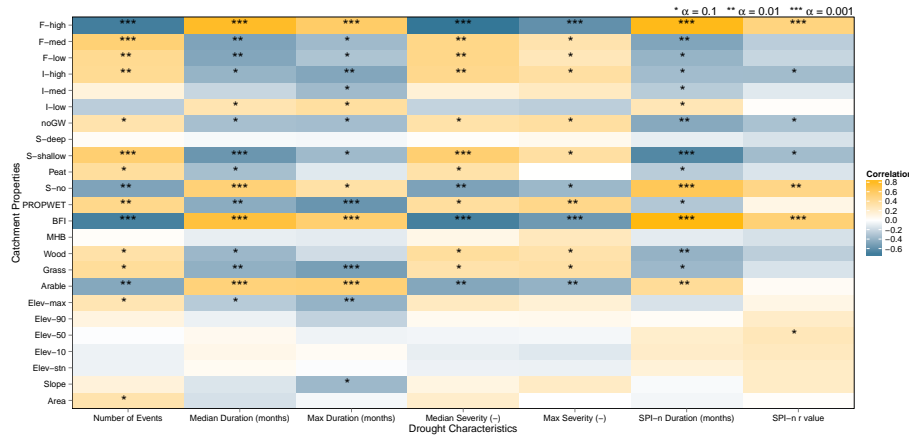 * α = 0.1 ** α = 0.01 *** α = 0.001
F−high *** *** *** *** *** *** ***
F−med *** ** * ** * **
F−low ** ** * ** * *
I−high ** * ** ** * * *
I−med * *
I−low * * *
noGW * * * * * ** *
S−deep
S−shallow *** *** * *** * *** *
Peat * * * *
S−no ** *** * ** * *** **
PROPWET ** ** *** * ** *
BFI *** *** *** *** *** *** ***
MHB
Wood * * * * **
Grass * ** *** * * *
Arable ** *** *** ** ** **
Elev−max * * **
Elev−90
Elev−50 *
Elev−10
Elev−stn
Slope *
Area *
Catchment Properties
Number of Events Median Duration (months) Max Duration (months) Median Severity (−) Max Severity (−) SPI−n Duration (months) SPI−n r value
Drought Characteristics
Correlation
0.8
0.6
0.4
0.2
0.0
−0.2
−0.4
−0.6